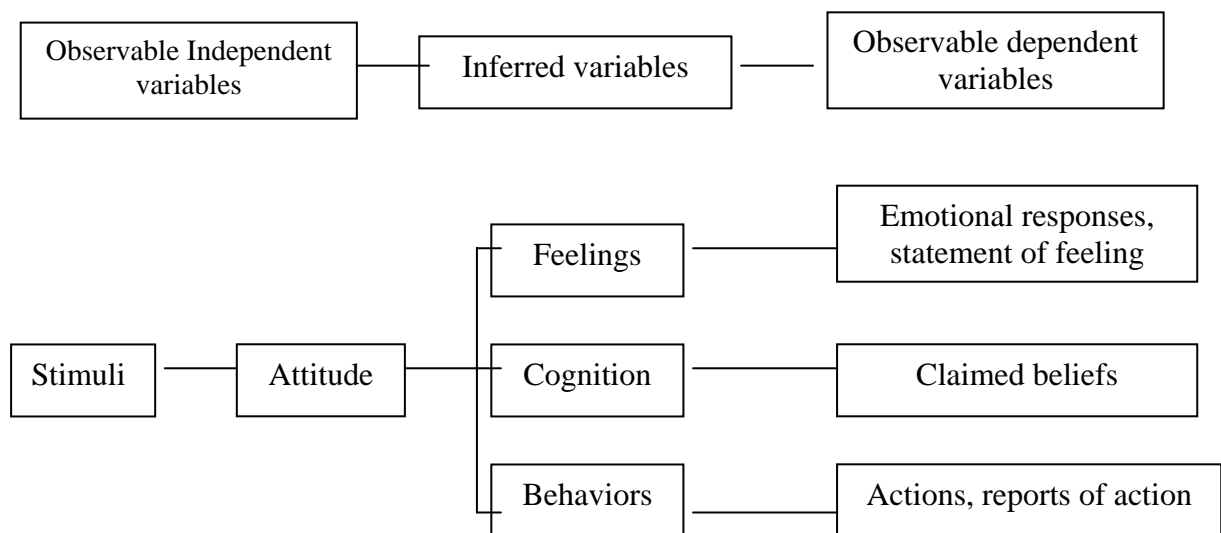 Observable Independent
variables
Inferred variables
Observable dependent
variables
Feelings
Emotional responses,
statement of feeling
Stimuli
Attitude
Cognition
Claimed beliefs
Behaviors
Actions, reports of action